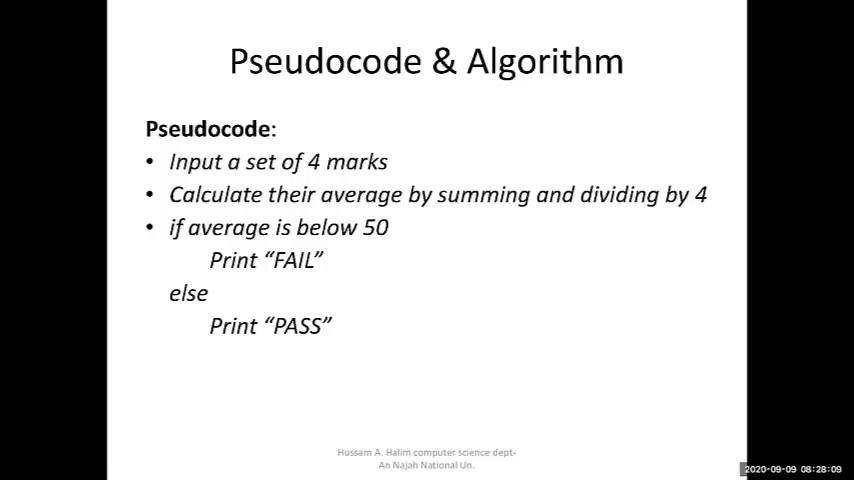 Pseudocode & Algorithm
Pseudocode:
• Input a set of 4 marks
• Calculate their average by summing and dividing by 4
• if average is below 50
Print “FAIL”
else
Print “PASS”
Hussam A. Halim computer science dept-
An Najah National Un.
2020-09-09 08:28:09